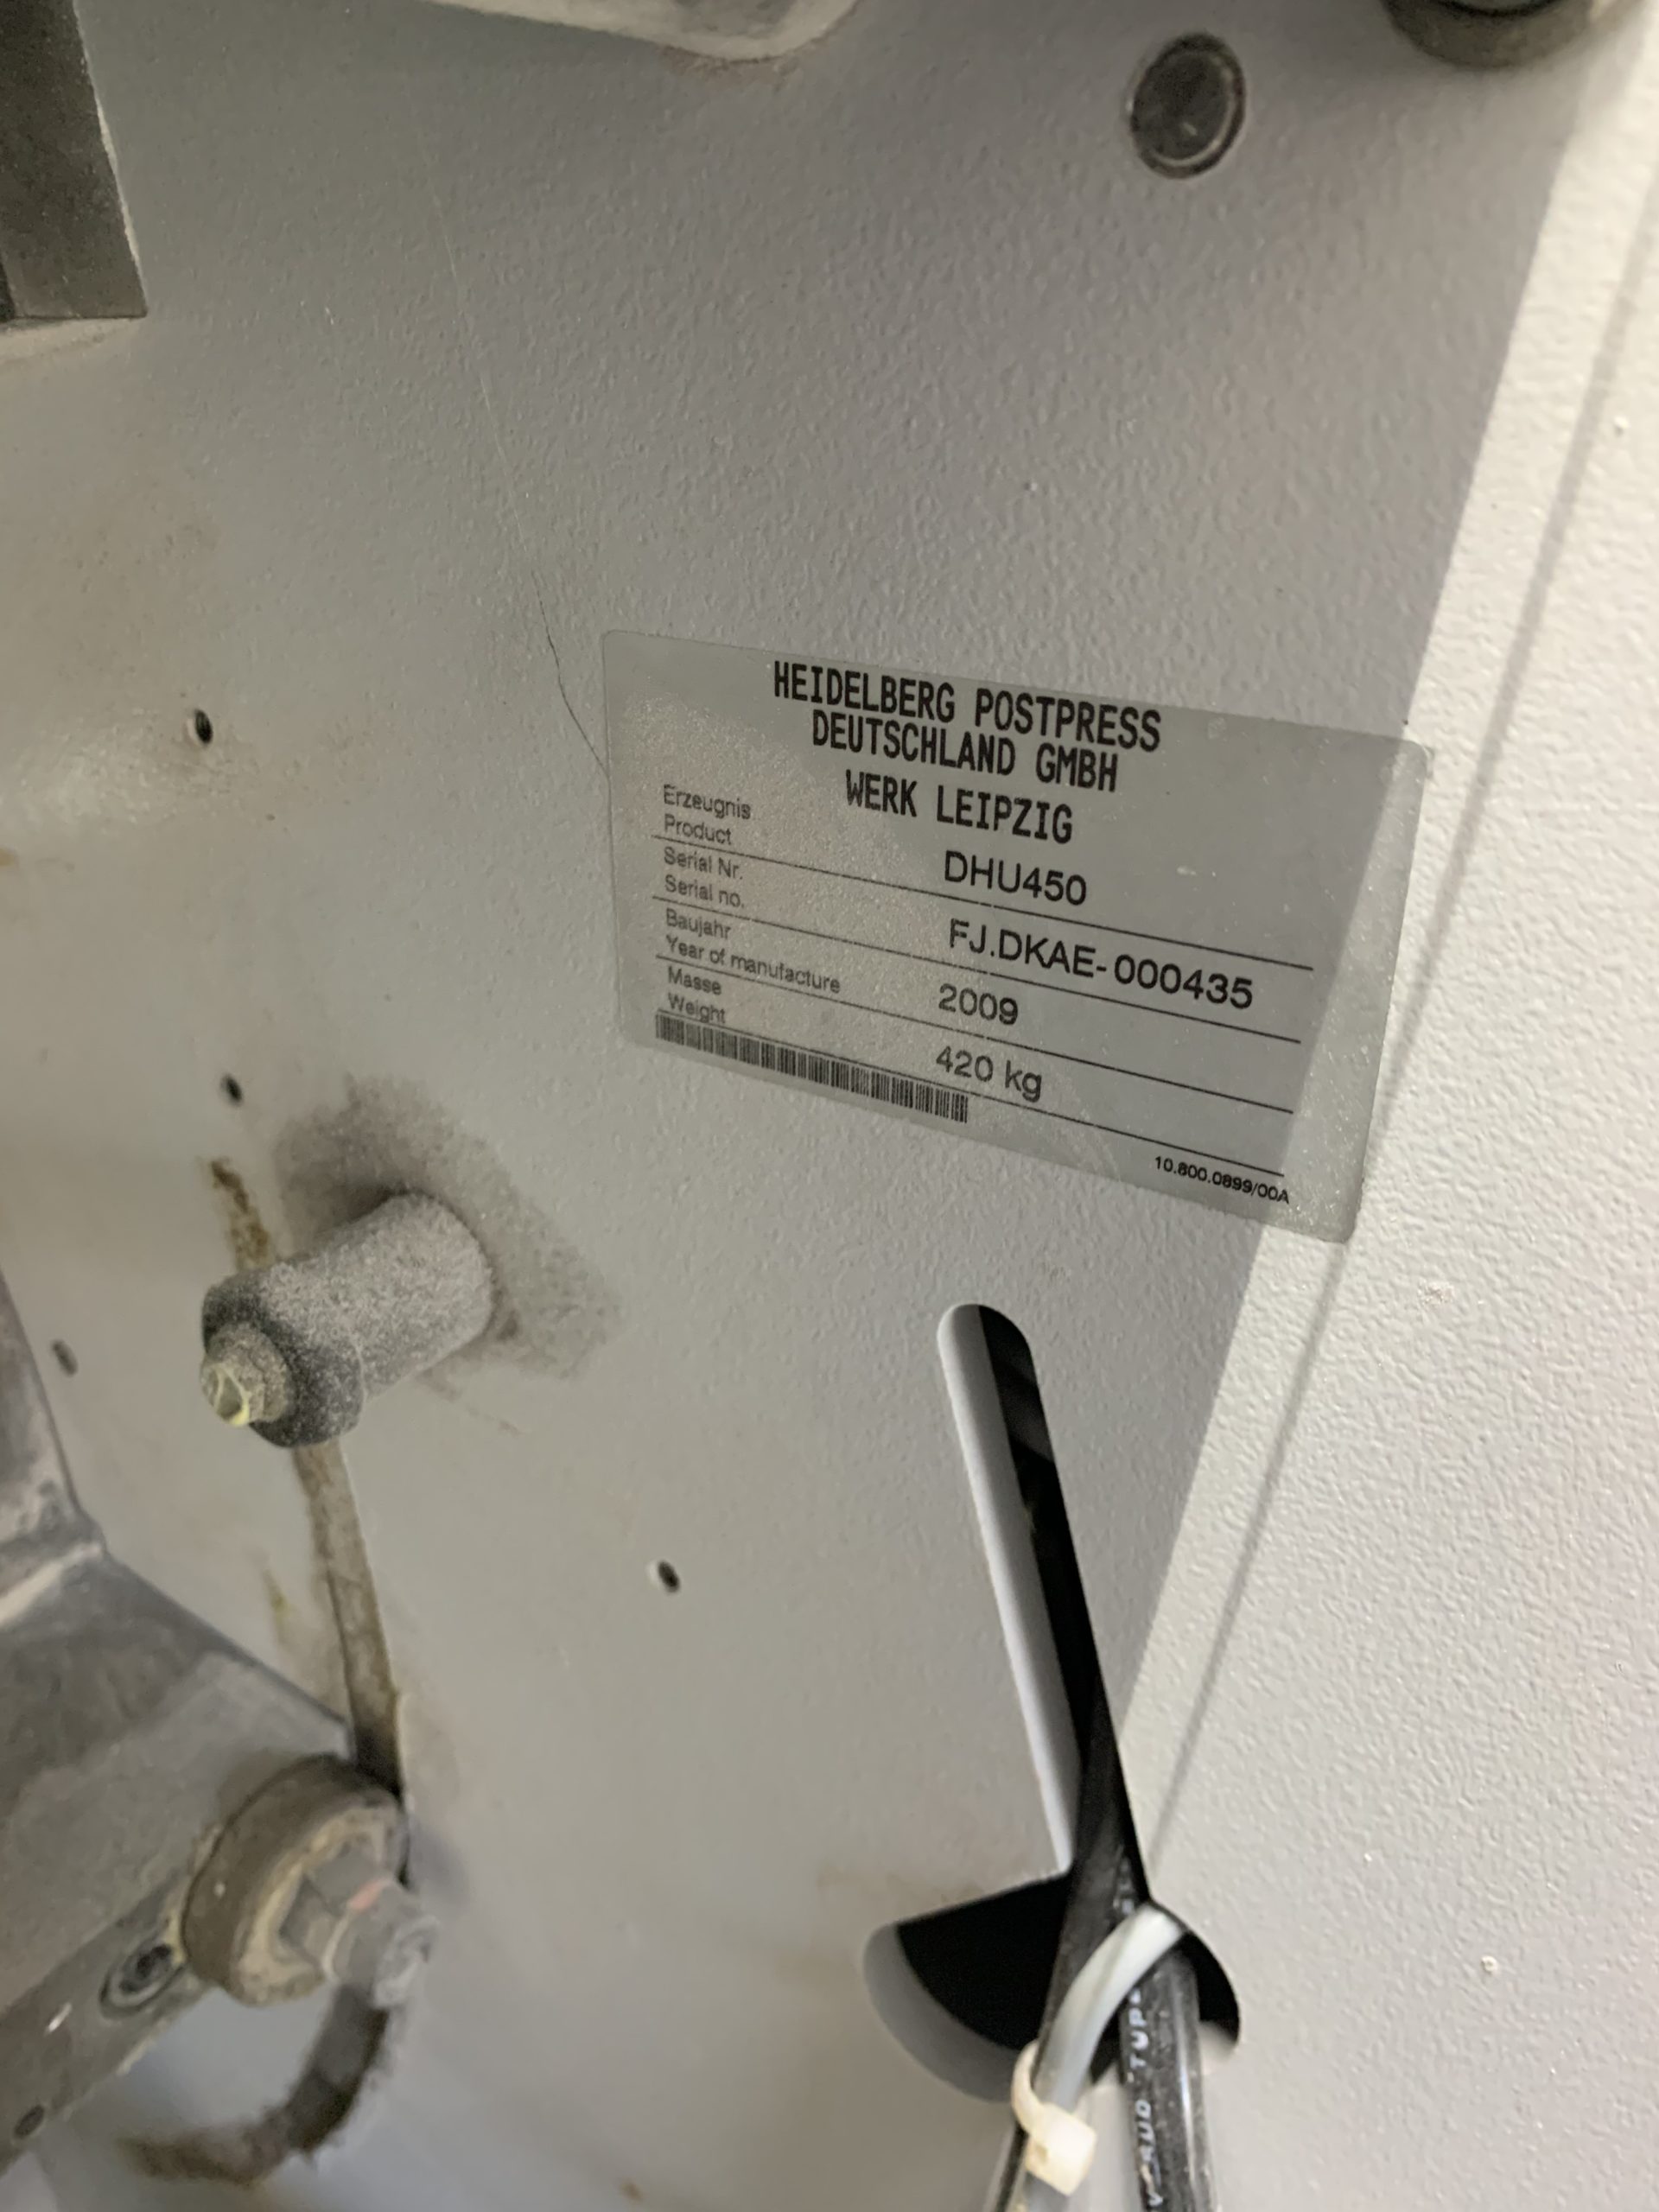 HEIDELBERG POSTPRESS
DEUTSCHLAND GMBH
WERK LEIPZIG
Erzeugnis
Product DHU450
Serial Nr.
Serial no. FJ.DKAE-000435
Baujahr
Year of manufacture 2009
Masse
Weight 420 kg
10.800.0899/00A